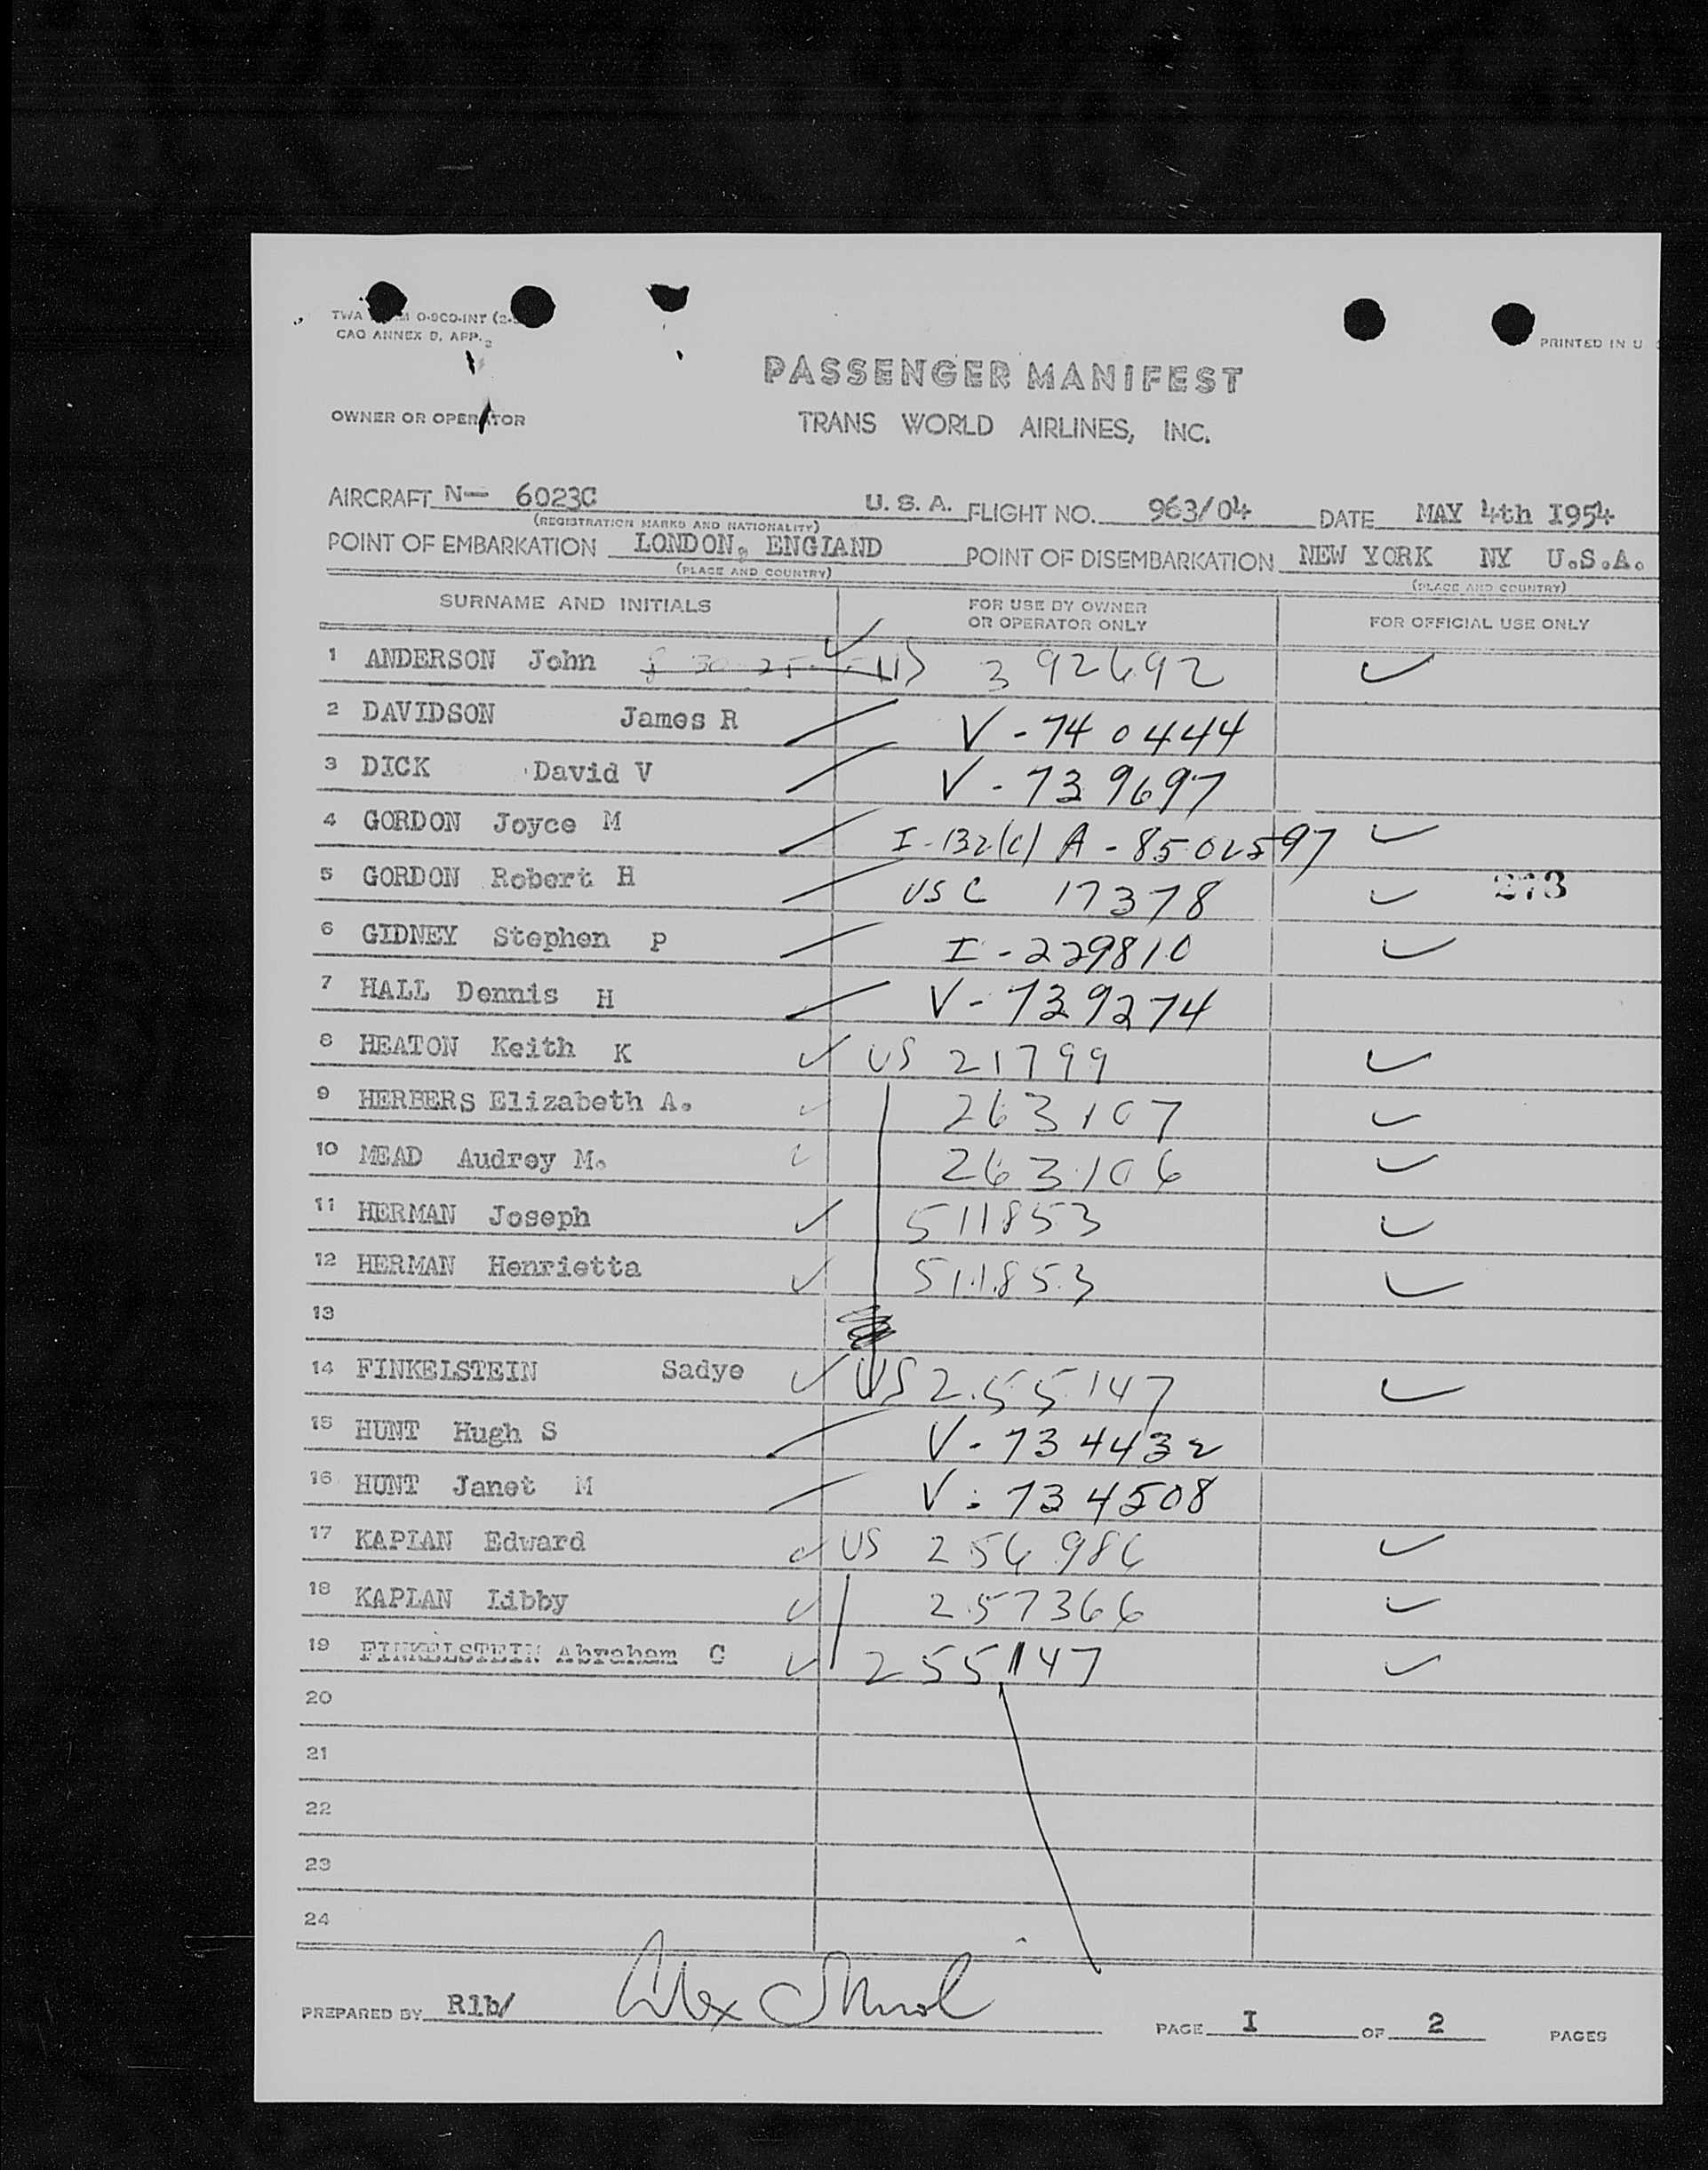 TWA
O-9CO-INT
CAO ANNEX D. APP. 2
PRINTED IN U
PASSENGER MANIFEST
OWNER OR OPERATOR
TRANS WORLD AIRLINES, INC.
AIRCRAFT N— 6023C U.S.A. FLIGHT NO. 963/04 DATE MAY 4th I954
(REGISTRATION MARKS AND NATIONALITY)
POINT OF EMBARKATION LONDON, ENGLAND POINT OF DISEMBARKATION NEW YORK NY U.S.A.
(PLACE AND COUNTRY) (PLACE AND COUNTRY)
SURNAME AND INITIALS FOR USE BY OWNER OR OPERATOR ONLY FOR OFFICIAL USE ONLY
1 ANDERSON John US 392692 ✓
2 DAVIDSON James R V-740444
3 DICK David V V-739697
4 GORDON Joyce M I-132(c) A-8502597 ✓
5 GORDON Robert H USC 17378 ✓ 273
6 GIDNEY Stephen P I-229810 ✓
7 HALL Dennis H V-739274
8 HEATON Keith K ✓ US 21799 ✓
9 HERBERS Elizabeth A. ✓ 263107 ✓
10 MEAD Audrey M. ✓ 263106 ✓
11 HERMAN Joseph ✓ 511853 ✓
12 HERMAN Henrietta ✓ 511853 ✓
13
14 FINKELSTEIN Sadye ✓ US 255147 ✓
15 HUNT Hugh S V-734432
16 HUNT Janet M V-734508
17 KAPLAN Edward ✓ US 256986 ✓
18 KAPLAN Libby ✓ 257366 ✓
19 FINKELSTEIN Abraham C ✓ 255147 ✓
20
21
22
23
24
PREPARED BY R1b/ PAGE I OF 2 PAGES